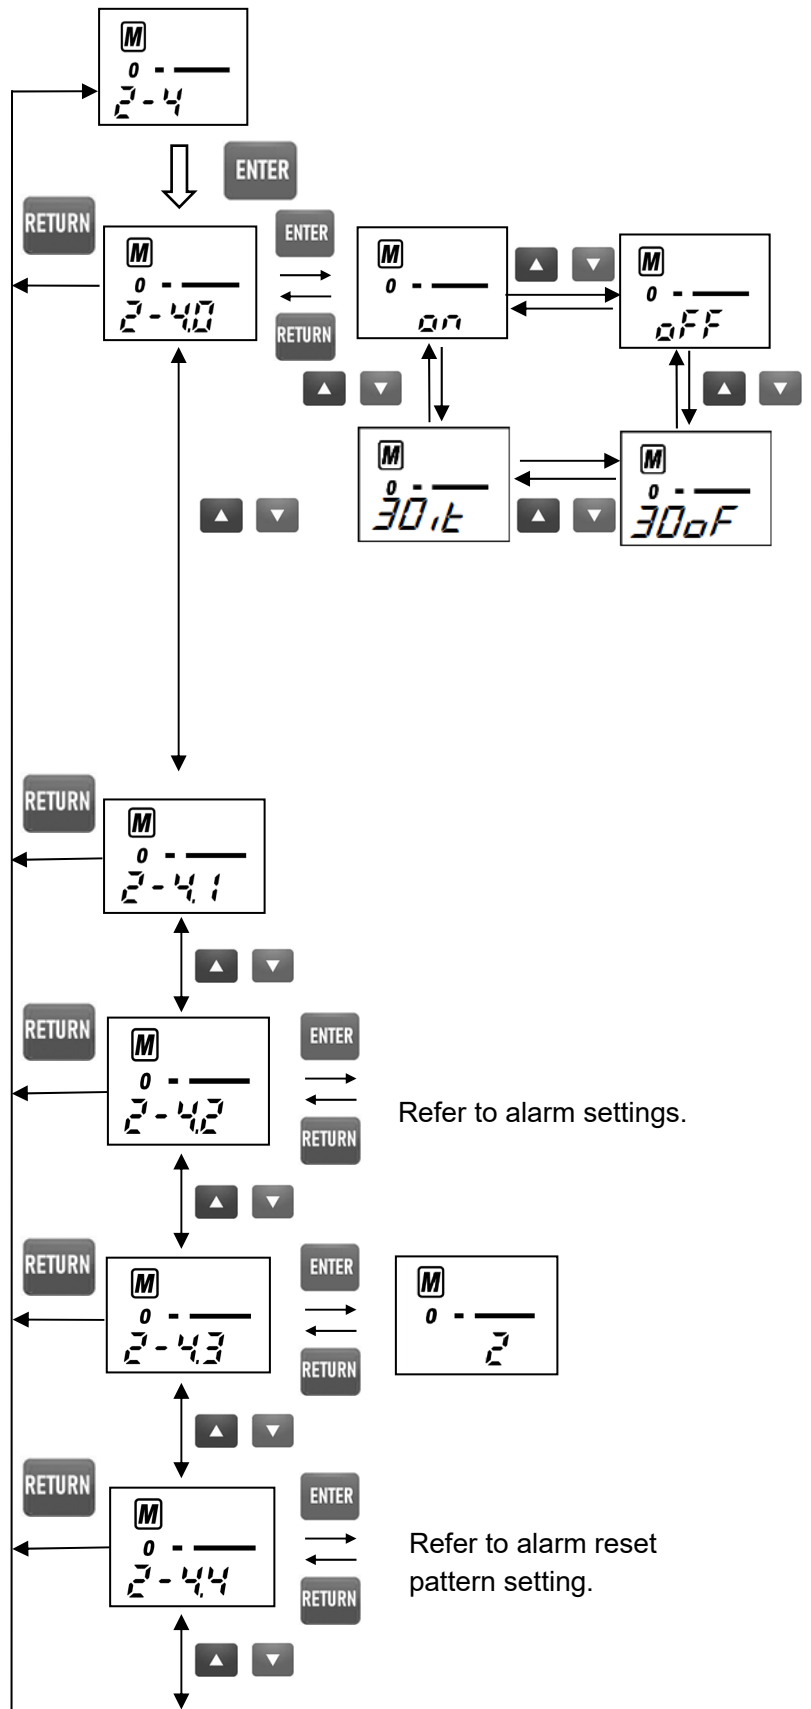 M
0
2-4
ENTER
RETURN
M
0
2-4.0
ENTER
RETURN
M
0
on
M
0
oFF
M
0
30it
M
0
30oF
RETURN
M
0
2-4.1
RETURN
M
0
2-4.2
ENTER
RETURN
Refer to alarm settings.
RETURN
M
0
2-4.3
ENTER
RETURN
M
0
2
RETURN
M
0
2-4.4
ENTER
RETURN
Refer to alarm reset
pattern setting.